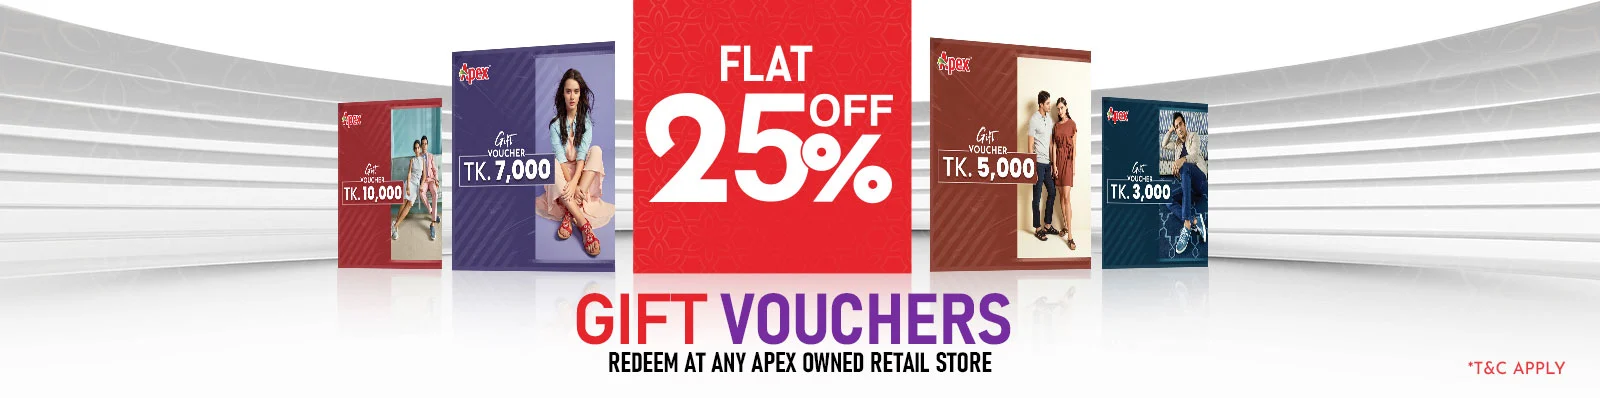 Apex
Gift
VOUCHER
TK. 10,000
Apex
Gift
VOUCHER
TK. 7,000
FLAT
25% OFF
Apex
Gift
VOUCHER
TK. 5,000
Apex
Gift
VOUCHER
TK. 3,000
GIFT VOUCHERS
REDEEM AT ANY APEX OWNED RETAIL STORE
*T&C APPLY